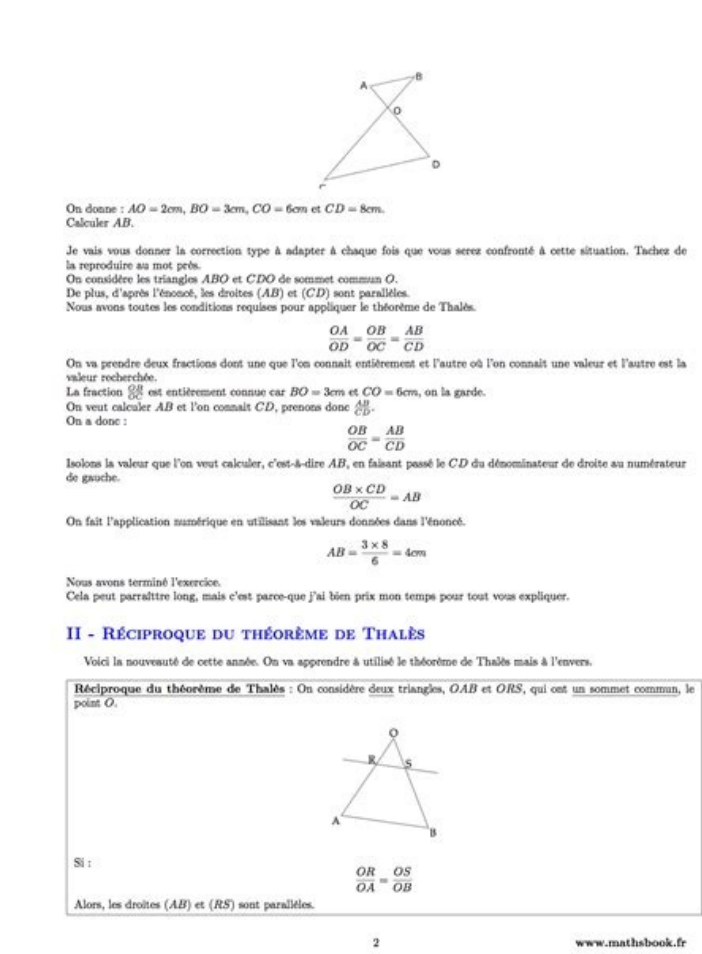 A
B
O
D
C
On donne : AO = 2cm, BO = 3cm, CO = 6cm et CD = 8cm.
Calculer AB.
Je vais vous donner la correction type à adapter à chaque fois que vous serez confronté à cette situation. Tachez de
la reproduire au mot près.
On considère les triangles ABO et CDO de sommet commun O.
De plus, d'après l'énoncé, les droites (AB) et (CD) sont parallèles.
Nous avons toutes les conditions requises pour appliquer le théorème de Thalès.
OA/OD = OB/OC = AB/CD
On va prendre deux fractions dont une que l'on connait entièrement et l'autre où l'on connait une valeur et l'autre est la
valeur recherchée.
La fraction OB/OC est entièrement connue car BO = 3cm et CO = 6cm, on la garde.
On veut calculer AB et l'on connait CD, prenons donc AB/CD.
On a donc :
OB/OC = AB/CD
Isolons la valeur que l'on veut calculer, c'est-à-dire AB, en faisant passé le CD du dénominateur de droite au numérateur
de gauche.
OB × CD/OC = AB
On fait l'application numérique en utilisant les valeurs données dans l'énoncé.
AB = 3 × 8/6 = 4cm
Nous avons terminé l'exercice.
Cela peut parraîttre long, mais c'est parce-que j'ai bien prix mon temps pour tout vous expliquer.
II - RÉCIPROQUE DU THÉORÈME DE THALÈS
Voici la nouveauté de cette année. On va apprendre à utilisé le théorème de Thalès mais à l'envers.
Réciproque du théorème de Thalès : On considère deux triangles, OAB et ORS, qui ont un sommet commun, le
point O.
O
R
S
A
B
Si :
OR/OA = OS/OB
Alors, les droites (AB) et (RS) sont parallèles.
2
www.mathsbook.fr